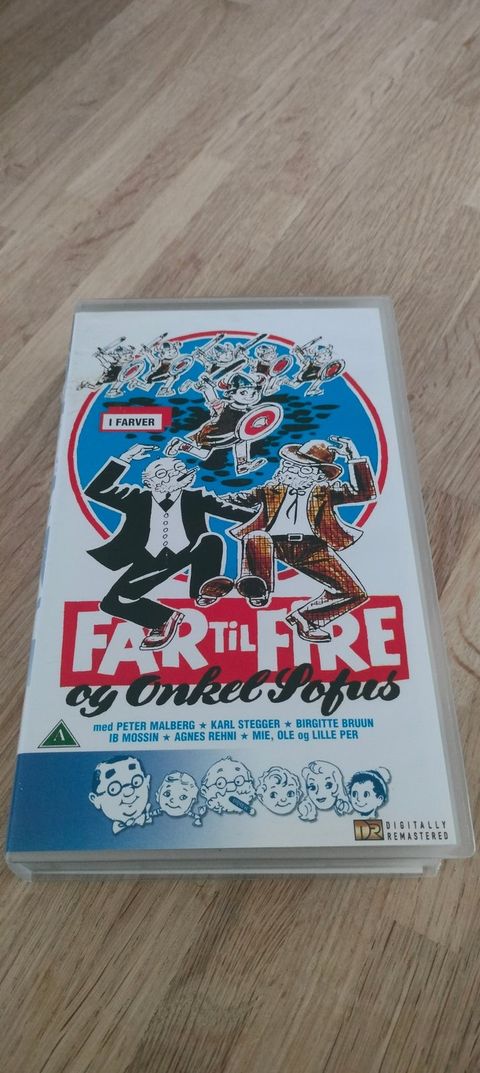 I FARVER
FAR TiL FIRE
og Onkel Sofus
med PETER MALBERG ★ KARL STEGGER ★ BIRGITTE BRUUN
IB MOSSIN ★ AGNES REHNI ★ MIE, OLE og LILLE PER
A
DR DIGITALLY
REMASTERED